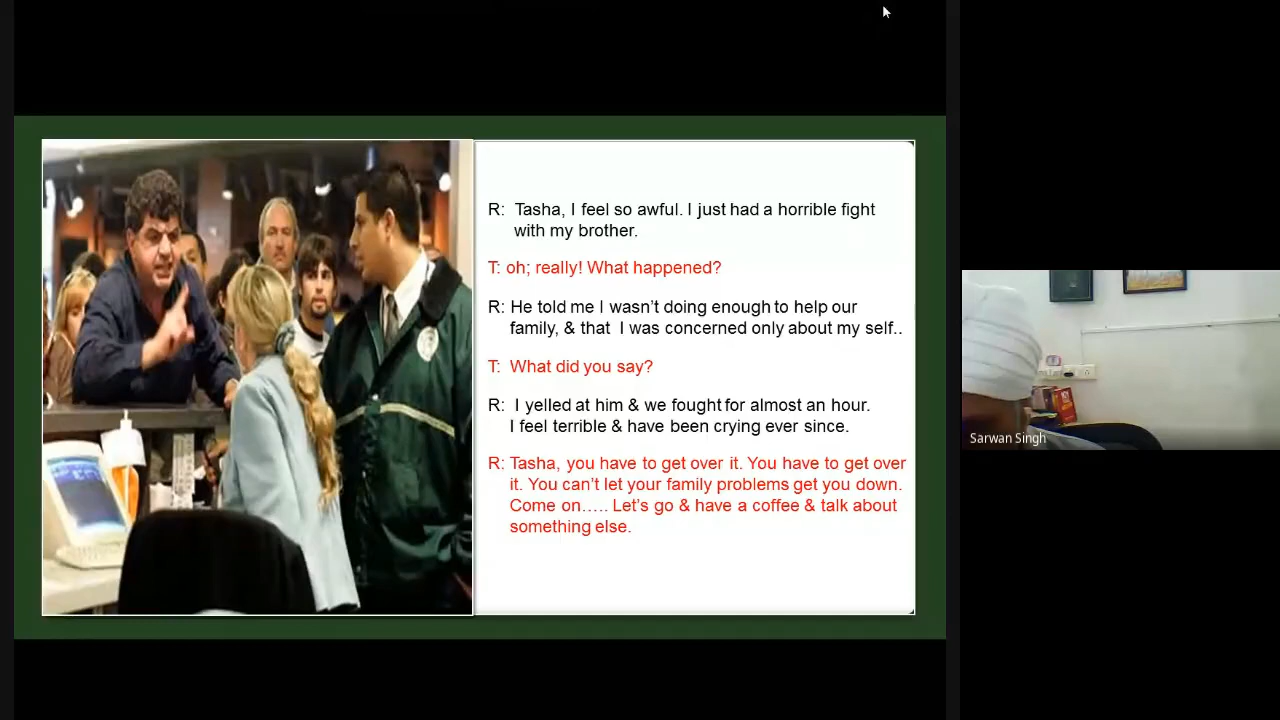 R: Tasha, I feel so awful. I just had a horrible fight
with my brother.
T: oh; really! What happened?
R: He told me I wasn't doing enough to help our
family, & that I was concerned only about my self..
T: What did you say?
R: I yelled at him & we fought for almost an hour.
I feel terrible & have been crying ever since.
R: Tasha, you have to get over it. You have to get over
it. You can't let your family problems get you down.
Come on….. Let's go & have a coffee & talk about
something else.
Sarwan Singh